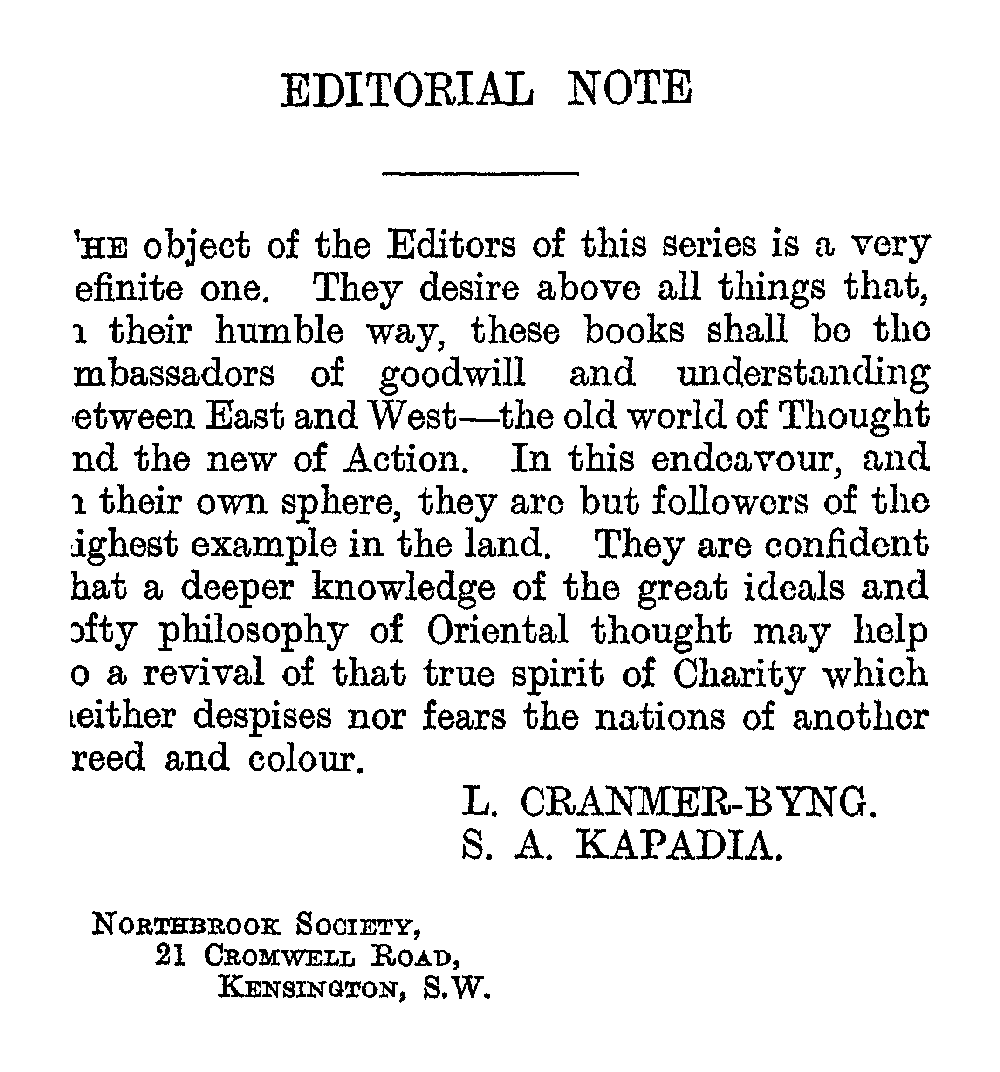 EDITORIAL NOTE
'HE object of the Editors of this series is a very
efinite one. They desire above all things that,
their humble way, these books shall be the
mbassadors of goodwill and understanding
etween East and West—the old world of Thought
nd the new of Action. In this endeavour, and
their own sphere, they are but followers of the
ighest example in the land. They are confident
hat a deeper knowledge of the great ideals and
ofty philosophy of Oriental thought may help
o a revival of that true spirit of Charity which
either despises nor fears the nations of another
reed and colour.
L. CRANMER-BYNG.
S. A. KAPADIA.
NORTHBROOK SOCIETY,
21 CROMWELL ROAD,
KENSINGTON, S.W.